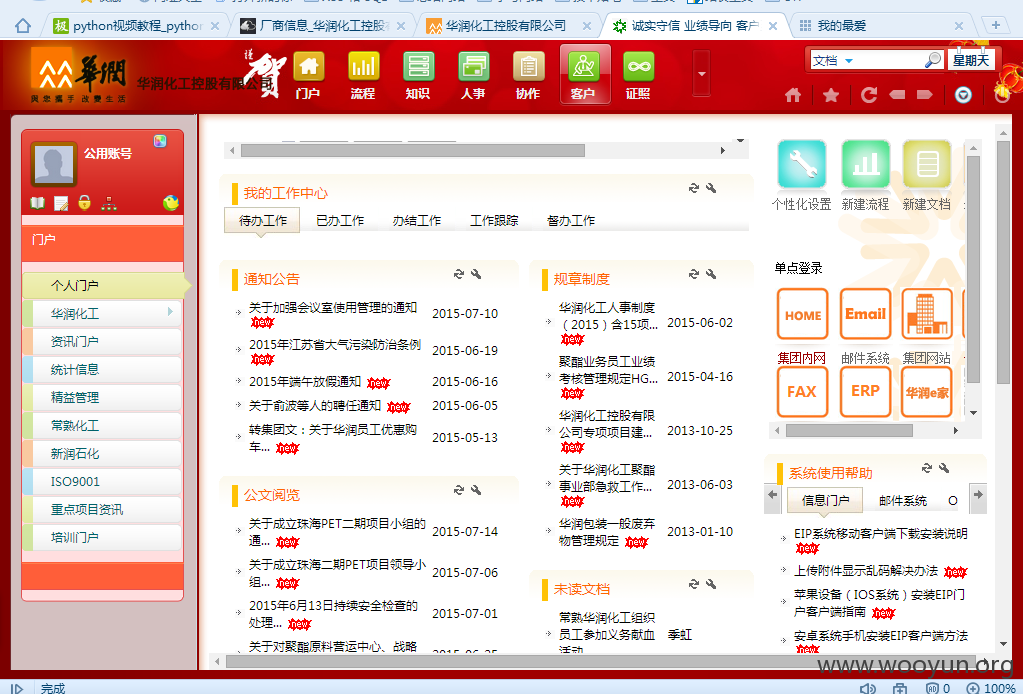 python视频教程_python
厂商信息_华润化工控股
华润化工控股有限公司
诚实守信 业绩导向 客户
我的最爱
華潤
与您携手 改变生活
华润化工控股有限公司
谨
贺
门户
流程
知识
人事
协作
客户
证照
文档
星期天
公用账号
门户
个人门户
华润化工
资讯门户
统计信息
精益管理
常熟化工
新润石化
ISO9001
重点项目资讯
培训门户
我的工作中心
待办工作 已办工作 办结工作 工作跟踪 督办工作
通知公告
关于加强会议室使用管理的通知 new 2015-07-10
2015年江苏省大气污染防治条例 new 2015-06-19
2015年端午放假通知 new 2015-06-16
关于俞波等人的聘任通知 new 2015-06-05
转集团文：关于华润员工优惠购
车... new 2015-05-13
公文阅览
关于成立珠海PET二期项目小组的
通... new 2015-07-14
关于成立珠海二期PET项目领导小
组... new 2015-07-06
2015年6月13日持续安全检查的
处理... new 2015-07-01
关于对聚酯原料营运中心、战略
规章制度
华润化工人事制度
（2015）含15项... new 2015-06-02
聚酯业务员工业绩
考核管理规定HG... new 2015-04-16
华润化工控股有限
公司专项项目建... new 2013-10-25
关于华润化工聚酯
事业部急救工作... new 2013-06-03
华润包装一般废弃
物管理规定 new 2013-01-10
未读文档
常熟华润化工组织
员工参加义务献血 季虹
活动
个性化设置 新建流程 新建文档
单点登录
HOME Email
集团内网 邮件系统 集团网站
FAX ERP 华润e家
系统使用帮助
信息门户 邮件系统 O
EIP系统移动客户端下载安装说明
new
上传附件显示乱码解决办法 new
苹果设备（IOS系统）安装EIP门
户客户端指南 new
安卓系统手机安装EIP客户端方法
new
www.wooyun.org
完成
0
100%